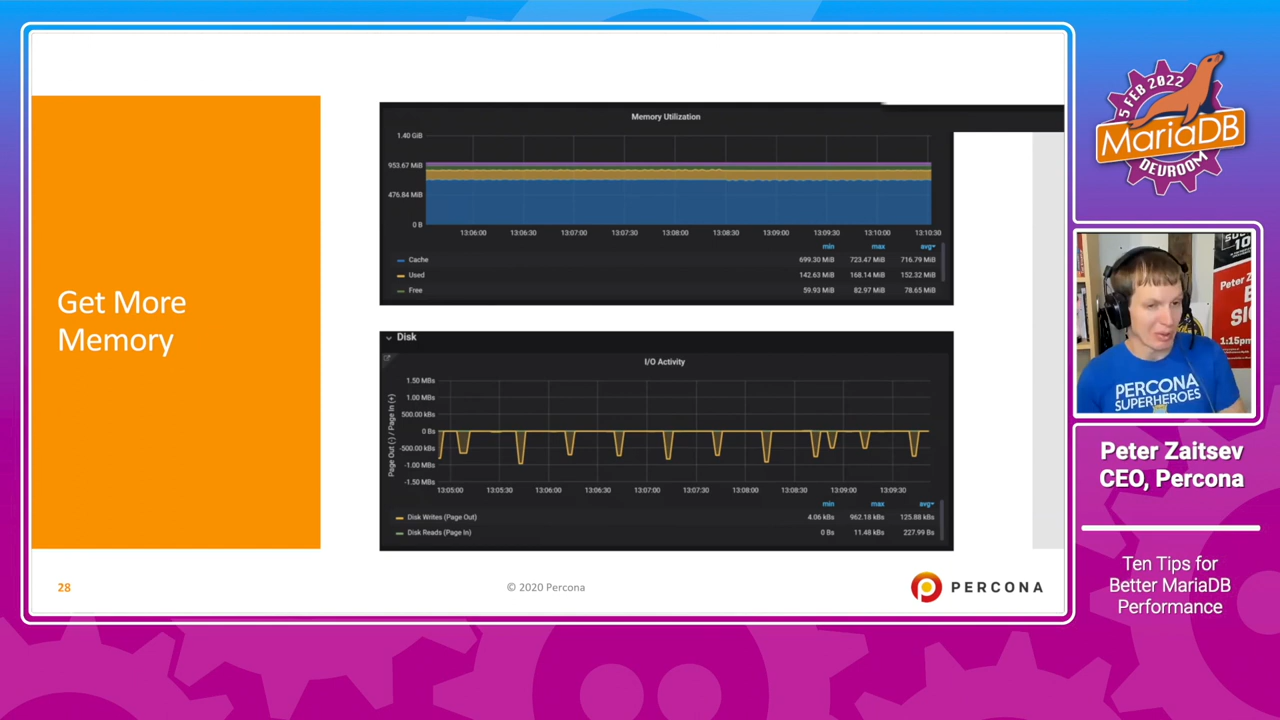 Get More
Memory
Memory Utilization
1.40 GiB
953.67 MiB
476.84 MiB
0 B
13:06:00 13:06:30 13:07:00 13:07:30 13:08:00 13:08:30 13:09:00 13:09:30 13:10:00 13:10:30
min max avg
Cache 699.30 MiB 723.47 MiB 716.79 MiB
Used 142.63 MiB 168.14 MiB 152.32 MiB
Free 59.93 MiB 82.97 MiB 78.65 MiB
Disk
I/O Activity
Page Out (-) / Page In (+)
1.50 MBs
1.00 MBs
500.00 kBs
0 Bs
-500.00 kBs
-1.00 MBs
-1.50 MBs
13:05:00 13:05:30 13:06:00 13:06:30 13:07:00 13:07:30 13:08:00 13:08:30 13:09:00 13:09:30
min max avg
Disk Writes (Page Out) 4.06 kBs 962.18 kBs 125.88 kBs
Disk Reads (Page In) 0 Bs 11.48 kBs 227.99 Bs
28
© 2020 Percona
PERCONA
5 FEB 2022
MariaDB
DEVROOM
10
Peter Z
1:15pm
PERCONA
SUPERHEROES
Peter Zaitsev
CEO, Percona
Ten Tips for
Better MariaDB
Performance